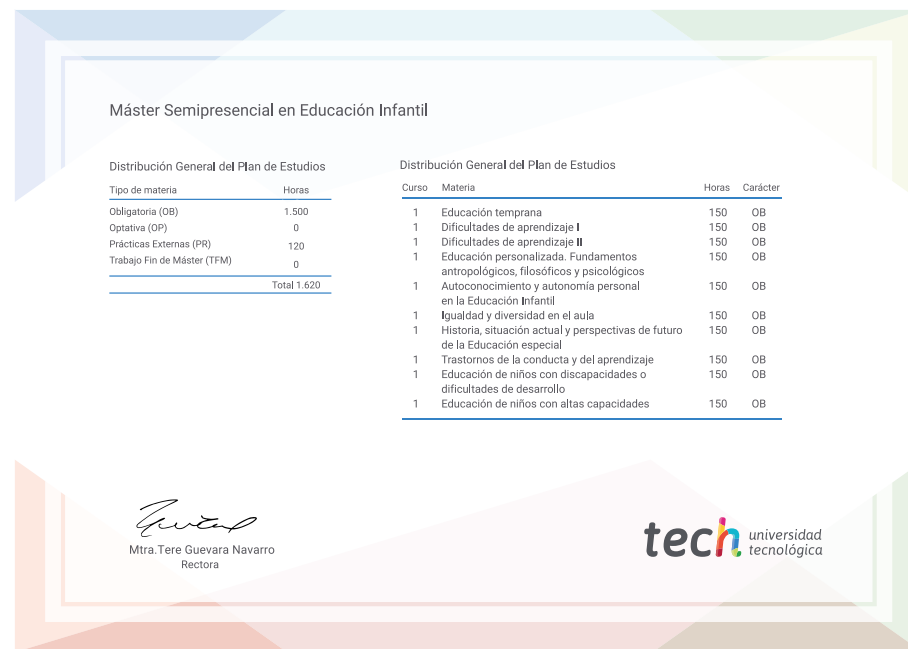 Máster Semipresencial en Educación Infantil
Distribución General del Plan de Estudios
Tipo de materia Horas
Obligatoria (OB) 1.500
Optativa (OP) 0
Prácticas Externas (PR) 120
Trabajo Fin de Máster (TFM) 0
Total 1.620
Distribución General del Plan de Estudios
Curso Materia Horas Carácter
1 Educación temprana 150 OB
1 Dificultades de aprendizaje I 150 OB
1 Dificultades de aprendizaje II 150 OB
1 Educación personalizada. Fundamentos 150 OB
antropológicos, filosóficos y psicológicos
1 Autoconocimiento y autonomía personal 150 OB
en la Educación Infantil
1 Igualdad y diversidad en el aula 150 OB
1 Historia, situación actual y perspectivas de futuro 150 OB
de la Educación especial
1 Trastornos de la conducta y del aprendizaje 150 OB
1 Educación de niños con discapacidades o 150 OB
dificultades de desarrollo
1 Educación de niños con altas capacidades 150 OB
Mtra.Tere Guevara Navarro
Rectora
tech universidad
tecnológica